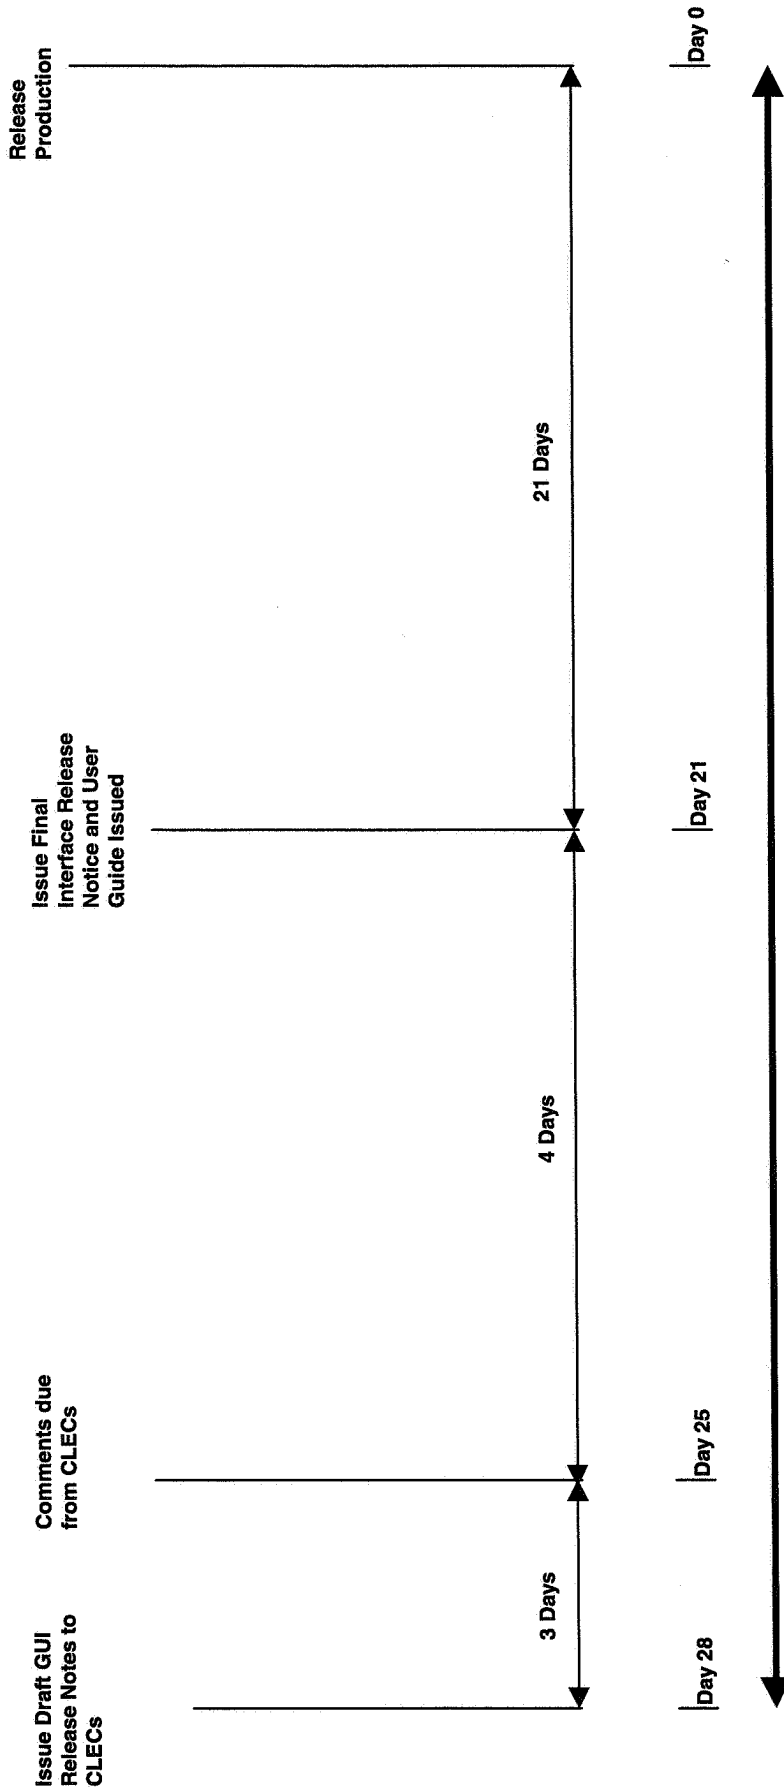 Issue Draft GUI
Release Notes to
CLECs
Comments due
from CLECs
Issue Final
Interface Release
Notice and User
Guide Issued
Release
Production
3 Days
4 Days
21 Days
Day 28
Day 25
Day 21
Day 0